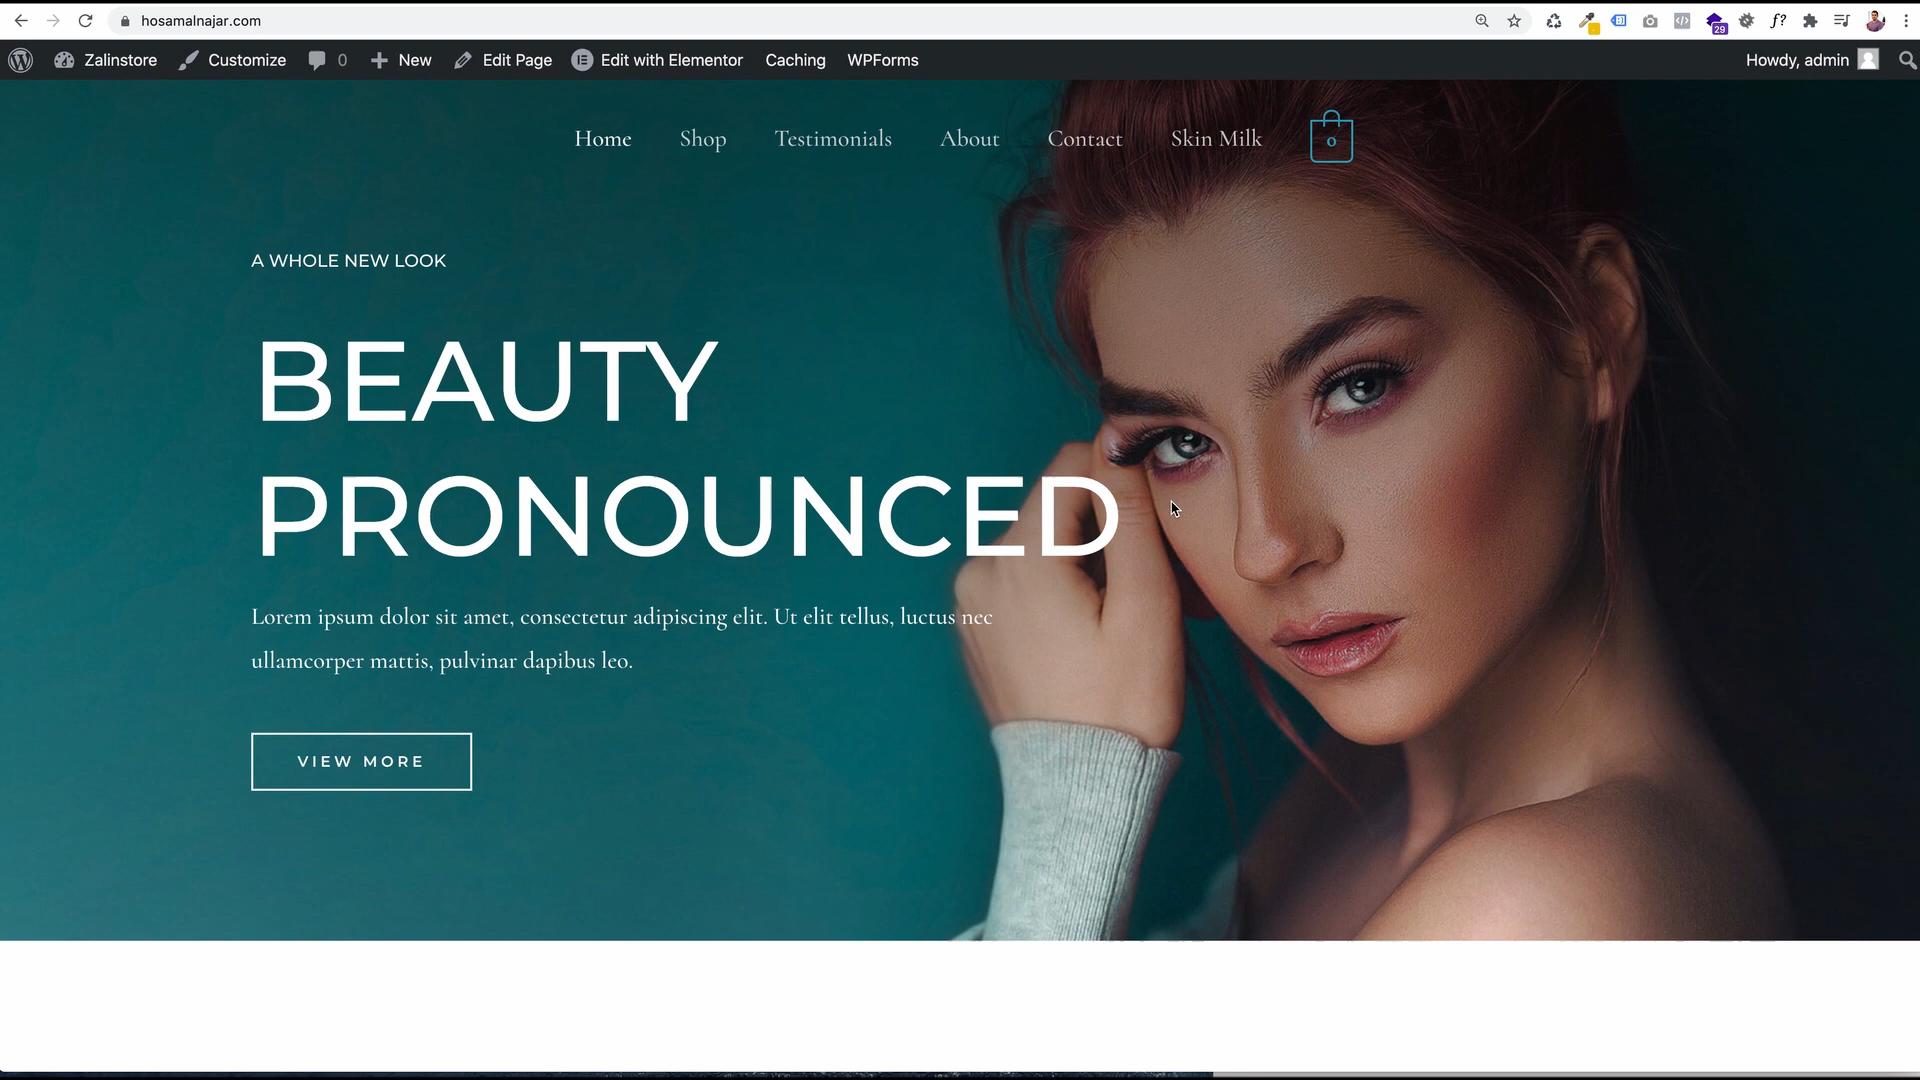 hosamalnajar.com
29
f?
Zalinstore Customize 0 New Edit Page Edit with Elementor Caching WPForms Howdy, admin
Home Shop Testimonials About Contact Skin Milk 0
A WHOLE NEW LOOK
BEAUTY
PRONOUNCED
Lorem ipsum dolor sit amet, consectetur adipiscing elit. Ut elit tellus, luctus nec
ullamcorper mattis, pulvinar dapibus leo.
VIEW MORE